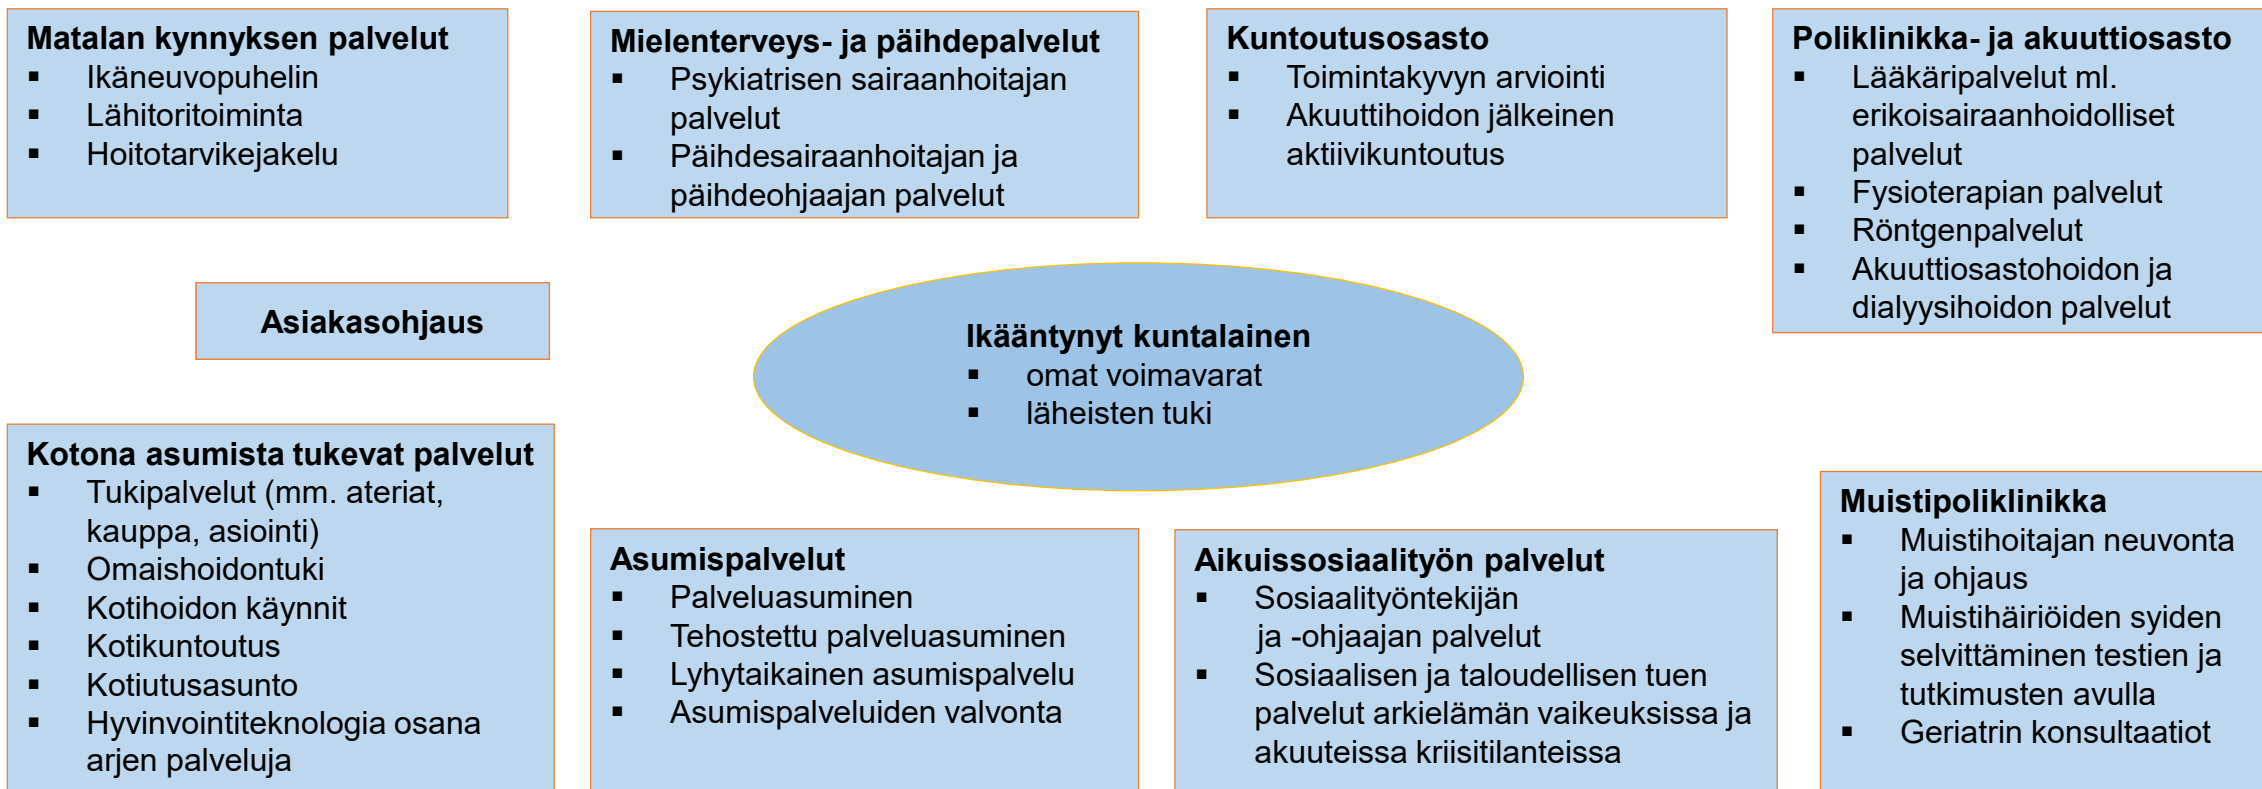 Matalan kynnyksen palvelut
▪ Ikäneuvopuhelin
▪ Lähitoritoiminta
▪ Hoitotarvikejakelu
Mielenterveys- ja päihdepalvelut
▪ Psykiatrisen sairaanhoitajan
palvelut
▪ Päihdesairaanhoitajan ja
päihdeohjaajan palvelut
Kuntoutusosasto
▪ Toimintakyvyn arviointi
▪ Akuuttihoidon jälkeinen
aktiivikuntoutus
Poliklinikka- ja akuuttiosasto
▪ Lääkäripalvelut ml.
erikoisairaanhoidolliset
palvelut
▪ Fysioterapian palvelut
▪ Röntgenpalvelut
▪ Akuuttiosastohoidon ja
dialyysihoidon palvelut
Asiakasohjaus
Ikääntynyt kuntalainen
▪ omat voimavarat
▪ läheisten tuki
Kotona asumista tukevat palvelut
▪ Tukipalvelut (mm. ateriat,
kauppa, asiointi)
▪ Omaishoidontuki
▪ Kotihoidon käynnit
▪ Kotikuntoutus
▪ Kotiutusasunto
▪ Hyvinvointiteknologia osana
arjen palveluja
Asumispalvelut
▪ Palveluasuminen
▪ Tehostettu palveluasuminen
▪ Lyhytaikainen asumispalvelu
▪ Asumispalveluiden valvonta
Aikuissosiaalityön palvelut
▪ Sosiaalityöntekijän
ja -ohjaajan palvelut
▪ Sosiaalisen ja taloudellisen tuen
palvelut arkielämän vaikeuksissa ja
akuuteissa kriisitilanteissa
Muistipoliklinikka
▪ Muistihoitajan neuvonta
ja ohjaus
▪ Muistihäiriöiden syiden
selvittäminen testien ja
tutkimusten avulla
▪ Geriatrin konsultaatiot